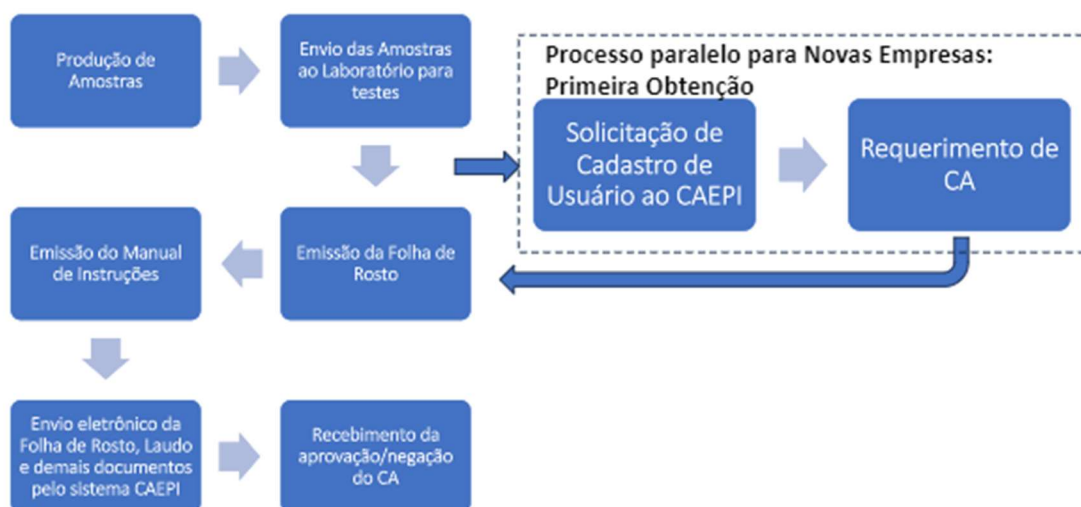 Produção de
Amostras
Envio das Amostras
ao Laboratório para
testes
Processo paralelo para Novas Empresas:
Primeira Obtenção
Solicitação de
Cadastro de
Usuário ao CAEPI
Requerimento de
CA
Emissão da Folha de
Rosto
Emissão do Manual
de Instruções
Envio eletrônico da
Folha de Rosto, Laudo
e demais documentos
pelo sistema CAEPI
Recebimento da
aprovação/negação
do CA